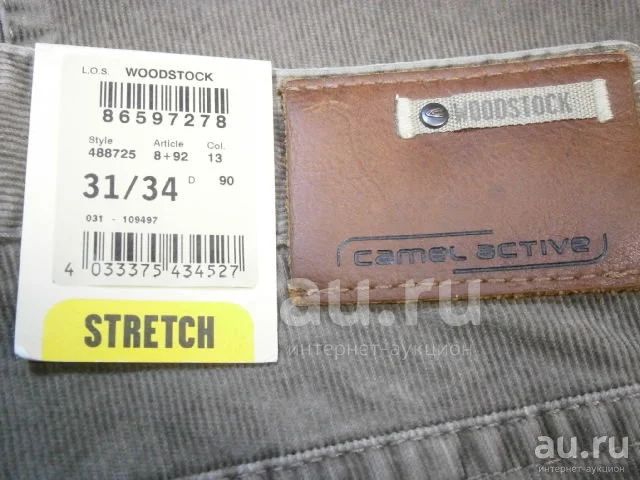 L.O.S. WOODSTOCK
86597278
Style Article Col.
488725 8+92 13
31/34 D 90
031 - 109497
4 033375 434527
STRETCH
WOODSTOCK
camel active
au.ru
интернет-аукцион
au.ru
интернет-аукцион